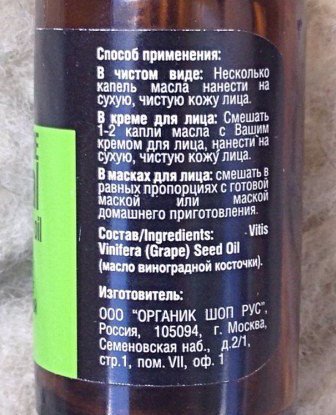 Способ применения:
В чистом виде: Несколько
капель масла нанести на
сухую, чистую кожу лица.
В креме для лица: Смешать
1-2 капли масла с Вашим
кремом для лица, нанести на
сухую, чистую кожу лица.
В масках для лица: смешать в
равных пропорциях с готовой
маской или маской
домашнего приготовления.
Состав/Ingredients: Vitis
Vinifera (Grape) Seed Oil
(масло виноградной косточки).
Изготовитель:
ООО "ОРГАНИК ШОП РУС",
Россия, 105094, г. Москва,
Семеновская наб., д.2/1,
стр.1, пом. VII, оф. 1